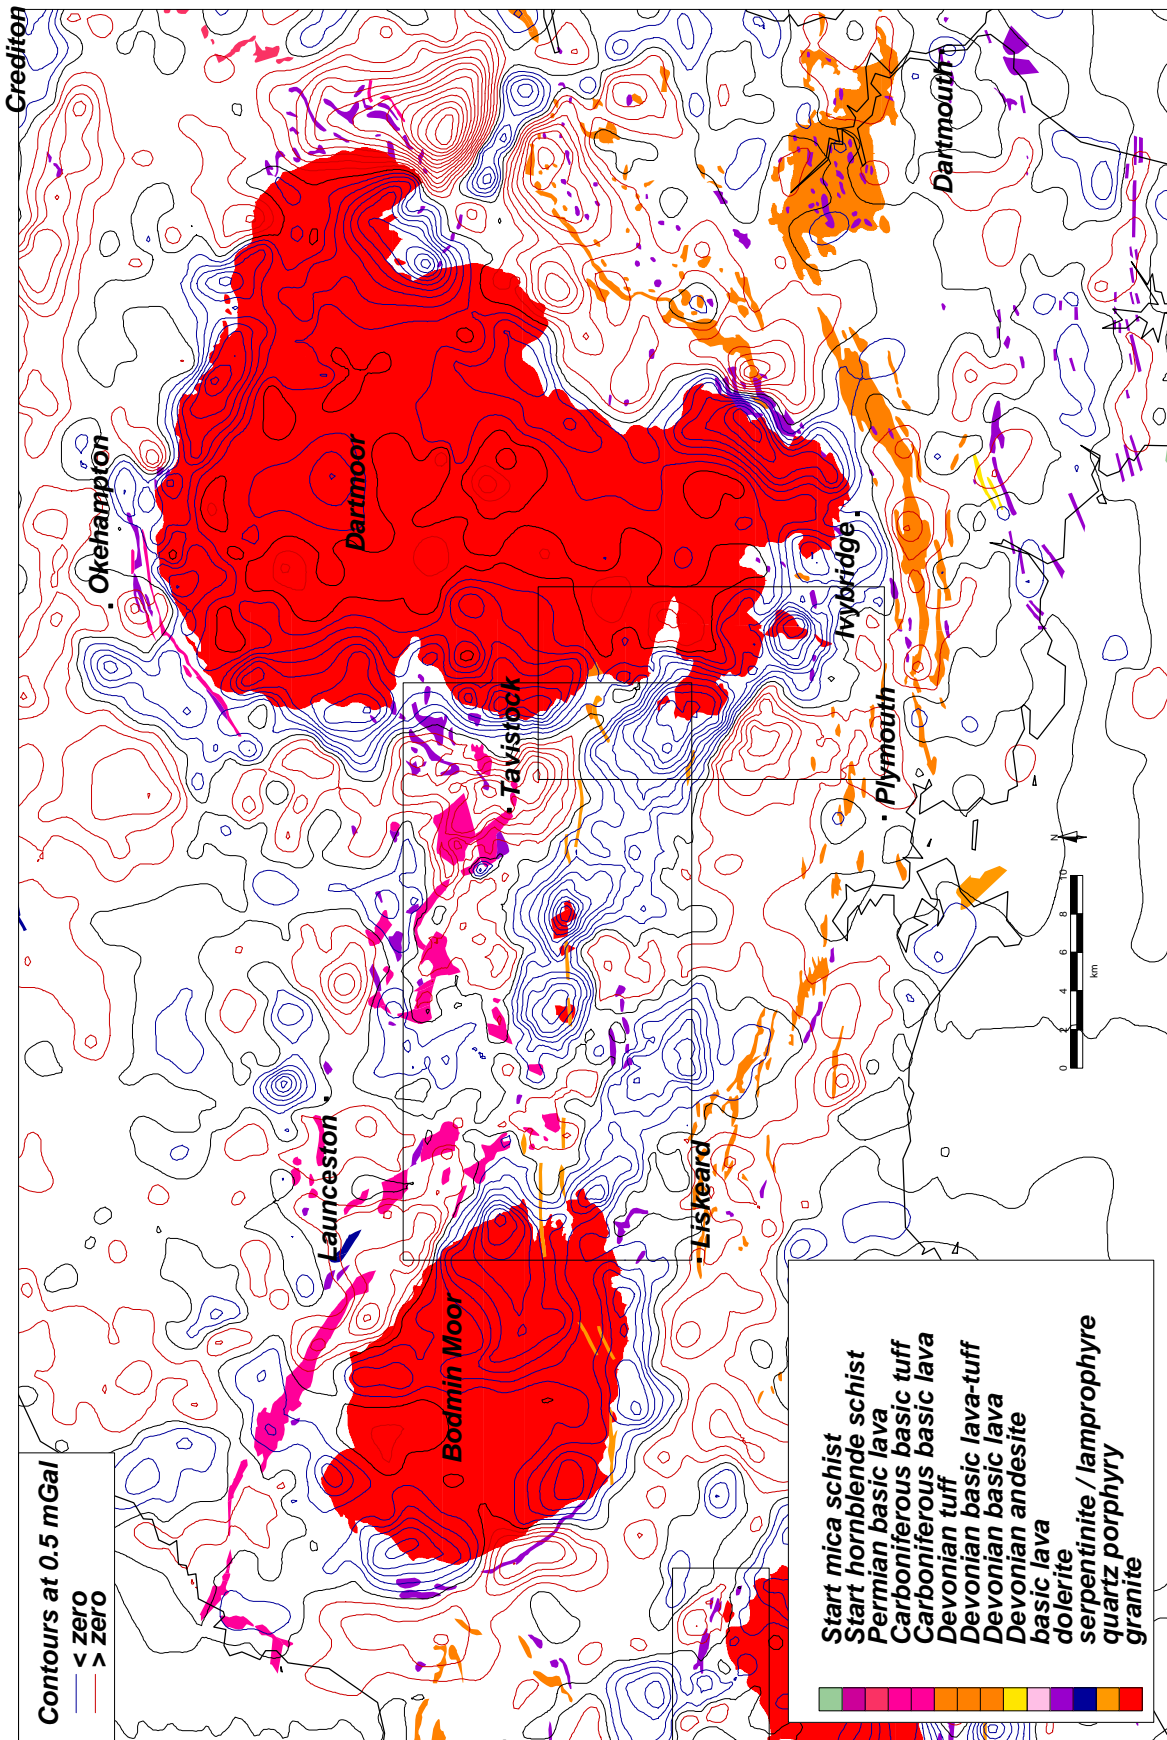 Crediton
Okehampton
Dartmoor
Dartmouth
Ivybridge
Tavistock
Plymouth
Launceston
Liskeard
Bodmin Moor
N
0 2 4 6 8 10
km
Contours at 0.5 mGal
< zero
> zero
Start mica schist
Start hornblende schist
Permian basic lava
Carboniferous basic tuff
Carboniferous basic lava
Devonian tuff
Devonian basic lava-tuff
Devonian basic lava
Devonian andesite
basic lava
dolerite
serpentinite / lamprophyre
quartz porphyry
granite